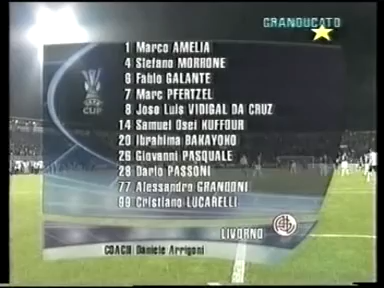 GRANDUCATO
1 Marco AMELIA
4 Stefano MORRONE
6 Fabio GALANTE
7 Marc PFERTZEL
8 Jose Luis VIDIGAL DA CRUZ
14 Samuel Osei KUFFOUR
20 Ibrahima BAKAYOKO
26 Giovanni PASQUALE
28 Dario PASSONI
77 Alessandro GRANDONI
99 Cristiano LUCARELLI
UEFA
CUP
LIVORNO
COACH: Daniele Arrigoni